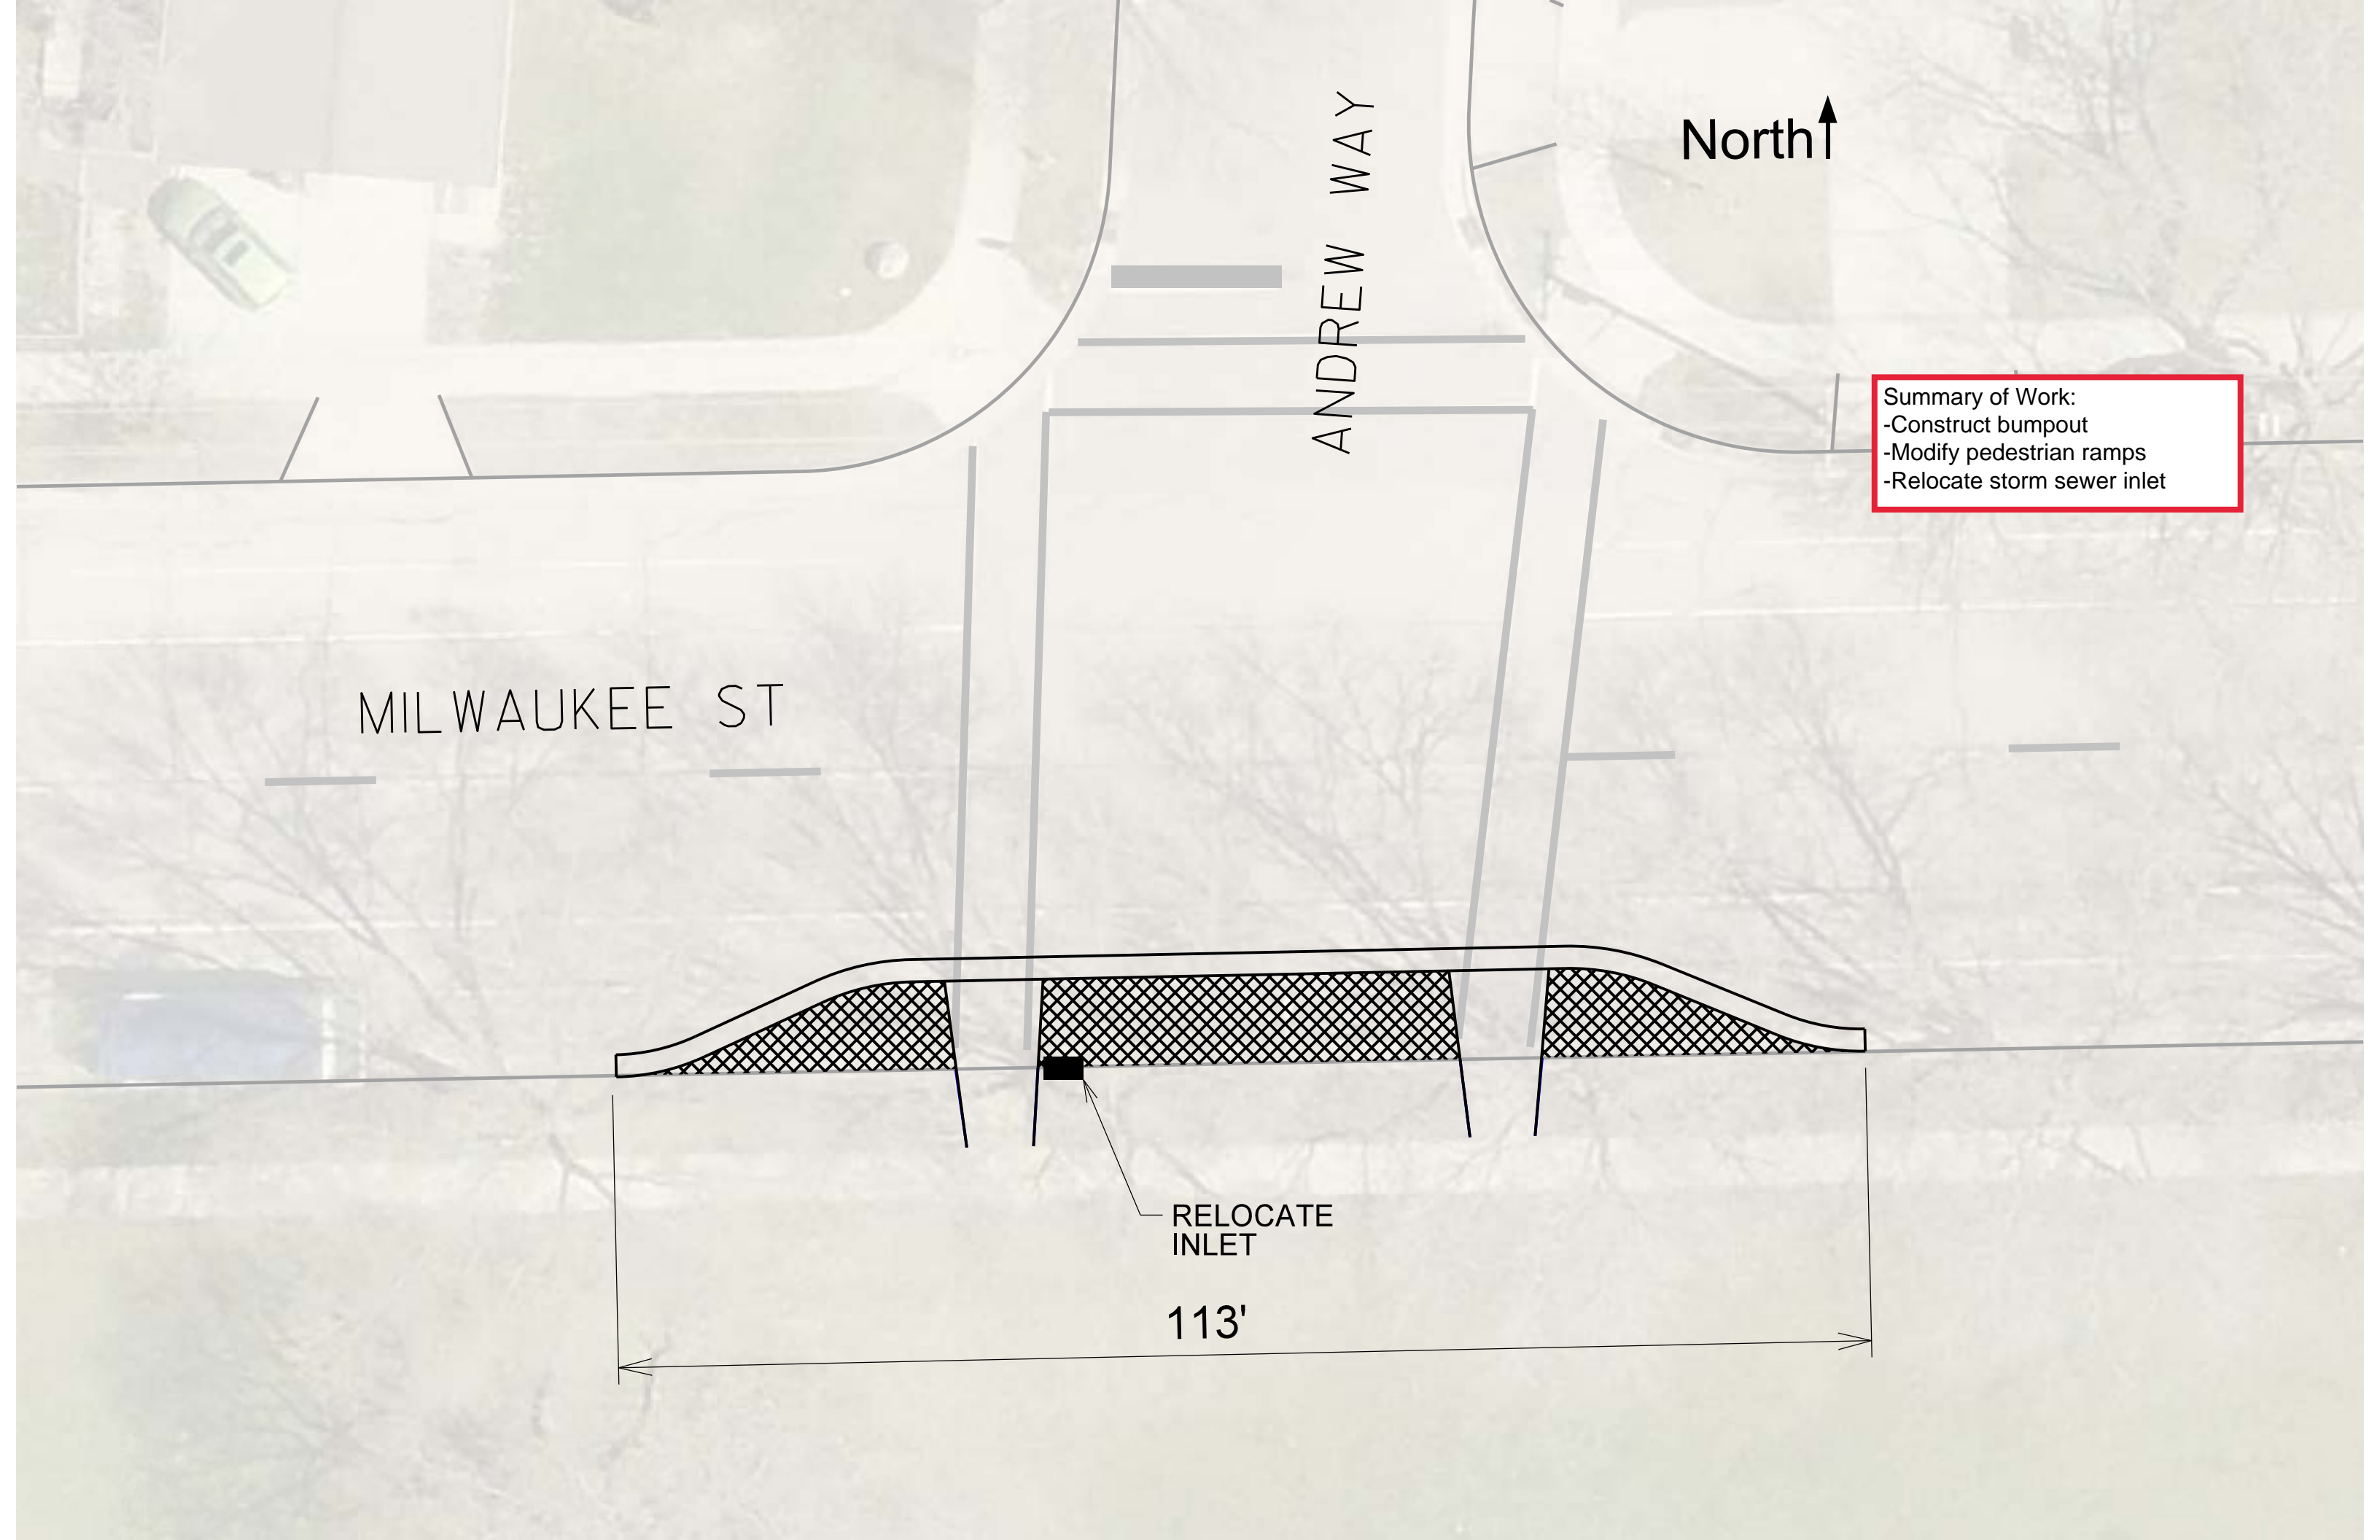 ANDREW WAY
North
Summary of Work:
-Construct bumpout
-Modify pedestrian ramps
-Relocate storm sewer inlet
MILWAUKEE ST
RELOCATE
INLET
113'